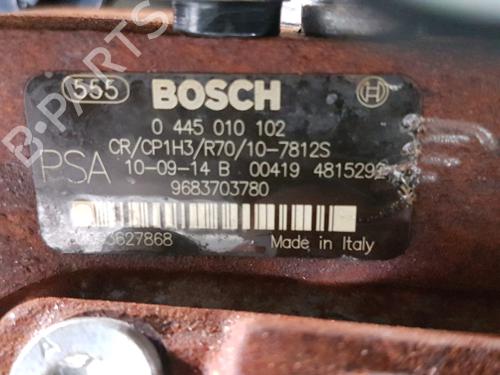 555 BOSCH
0 445 010 102
CR/CP1H3/R70/10-7812S
PSA 10-09-14 B 00419 4815292
9683703780
3627868 Made in Italy
B-Parts